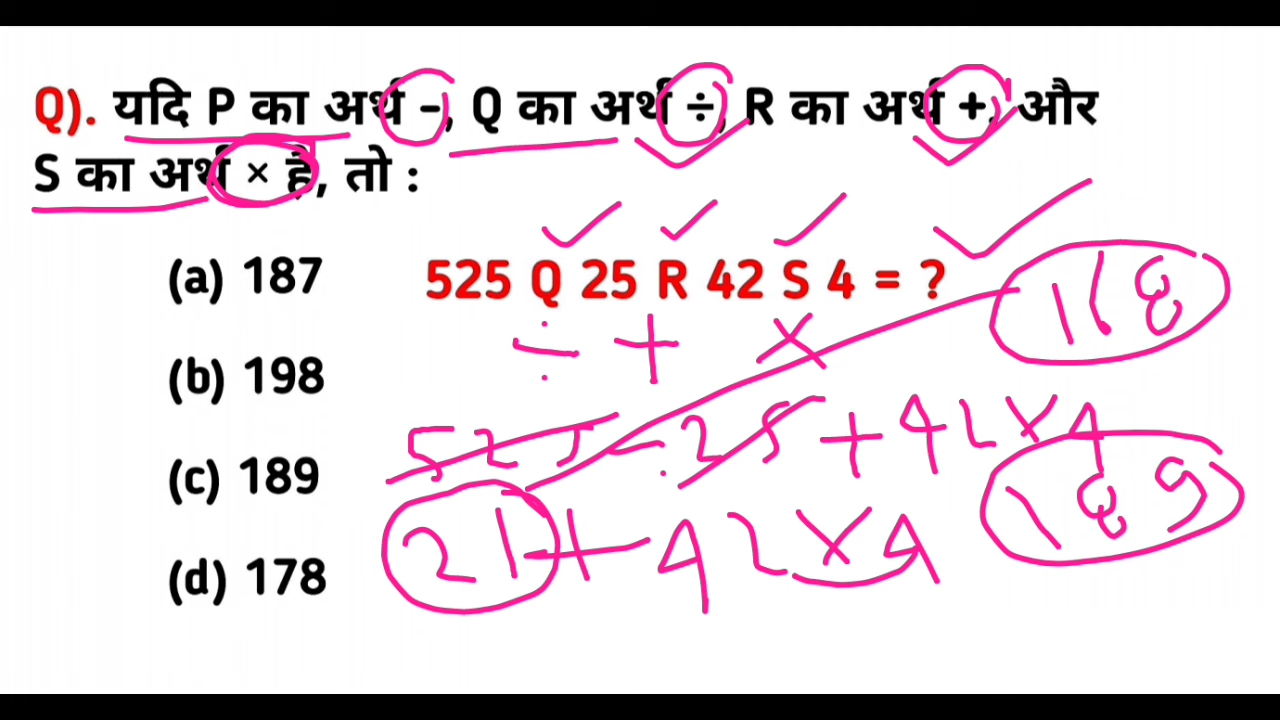 Q). यदि P का अर्थ –, Q का अर्थ ÷, R का अर्थ +, और
S का अर्थ × है, तो :
(a) 187
525 Q 25 R 42 S 4 = ?
168
÷ + ×
(b) 198
525 ÷ 25 + 42 × 4
(c) 189
189
21 + 42 × 4
(d) 178